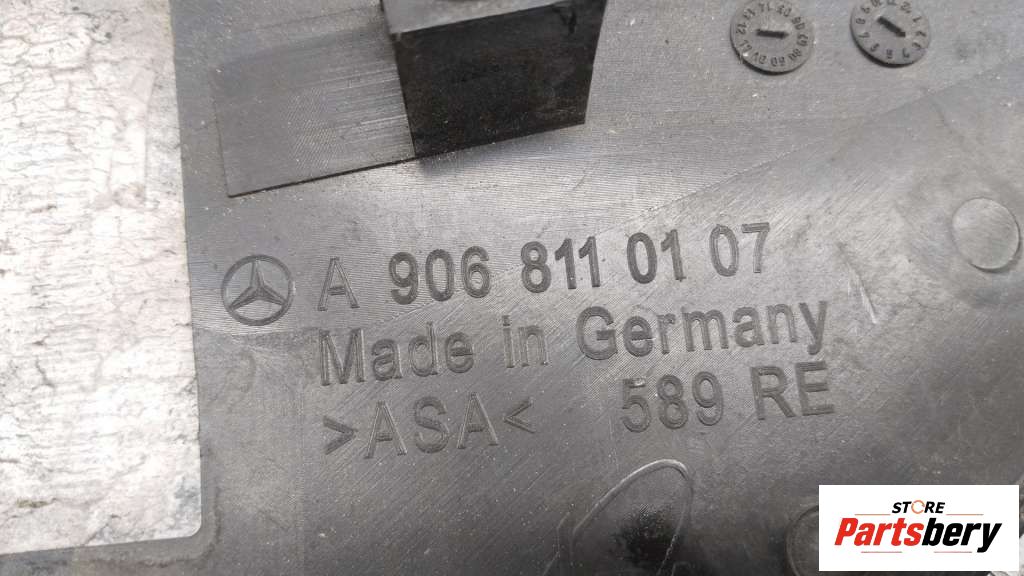 A 906 811 01 07
Made in Germany
>ASA<
589 RE
STORE
Partsbery